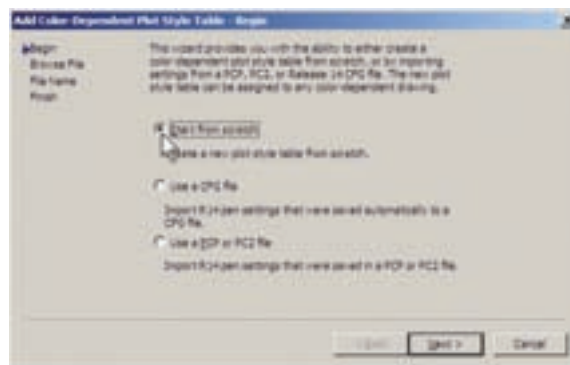 Add Color-Dependent Plot Style Table - Begin
Begin
Browse File
File name
Finish
This wizard provides you with the ability to either create a
color-dependent plot style table from scratch, or by importing
settings from a PCP, PC2, or Release 14 CFG file. The new plot
style table can be assigned to any color-dependent drawing.
Start from scratch
Create a new plot style table from scratch.
Use a CFG file
Import R14 pen settings that were saved automatically to a
CFG file.
Use a PCP or PC2 file
Import R14 pen settings that were saved in a PCP or PC2 file.
< Back
Next >
Cancel